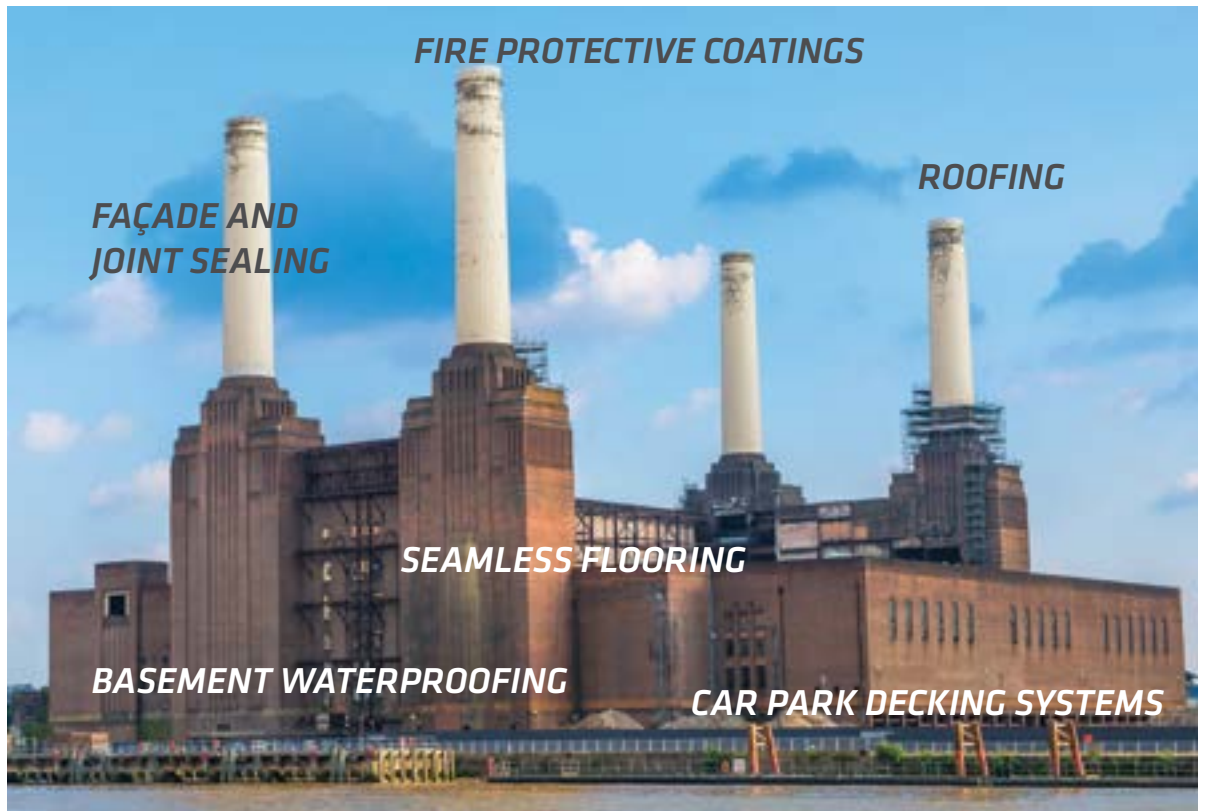 FIRE PROTECTIVE COATINGS
ROOFING
FAÇADE AND
JOINT SEALING
SEAMLESS FLOORING
BASEMENT WATERPROOFING
CAR PARK DECKING SYSTEMS